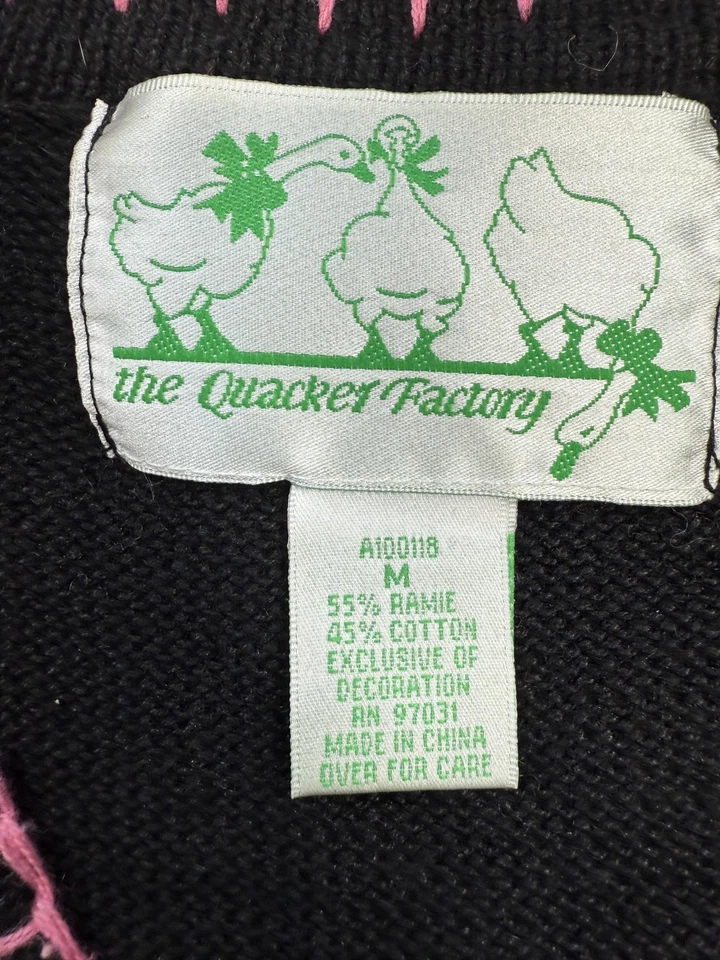 the Quacker Factory
A100118
M
55% RAMIE
45% COTTON
EXCLUSIVE OF
DECORATION
RN 97031
MADE IN CHINA
OVER FOR CARE